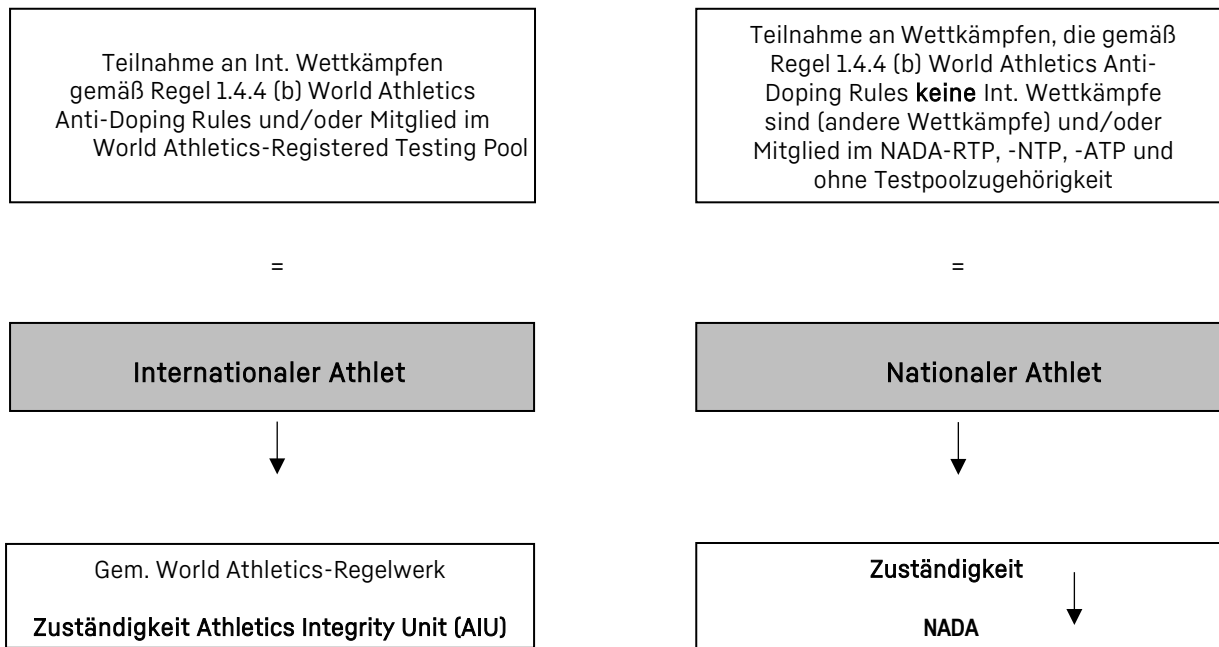 Teilnahme an Int. Wettkämpfen
gemäß Regel 1.4.4 (b) World Athletics
Anti-Doping Rules und/oder Mitglied im
World Athletics-Registered Testing Pool
=
Internationaler Athlet
Gem. World Athletics-Regelwerk
Zuständigkeit Athletics Integrity Unit (AIU)
Teilnahme an Wettkämpfen, die gemäß
Regel 1.4.4 (b) World Athletics Anti-
Doping Rules keine Int. Wettkämpfe
sind (andere Wettkämpfe) und/oder
Mitglied im NADA-RTP, -NTP, -ATP und
ohne Testpoolzugehörigkeit
=
Nationaler Athlet
Zuständigkeit
NADA